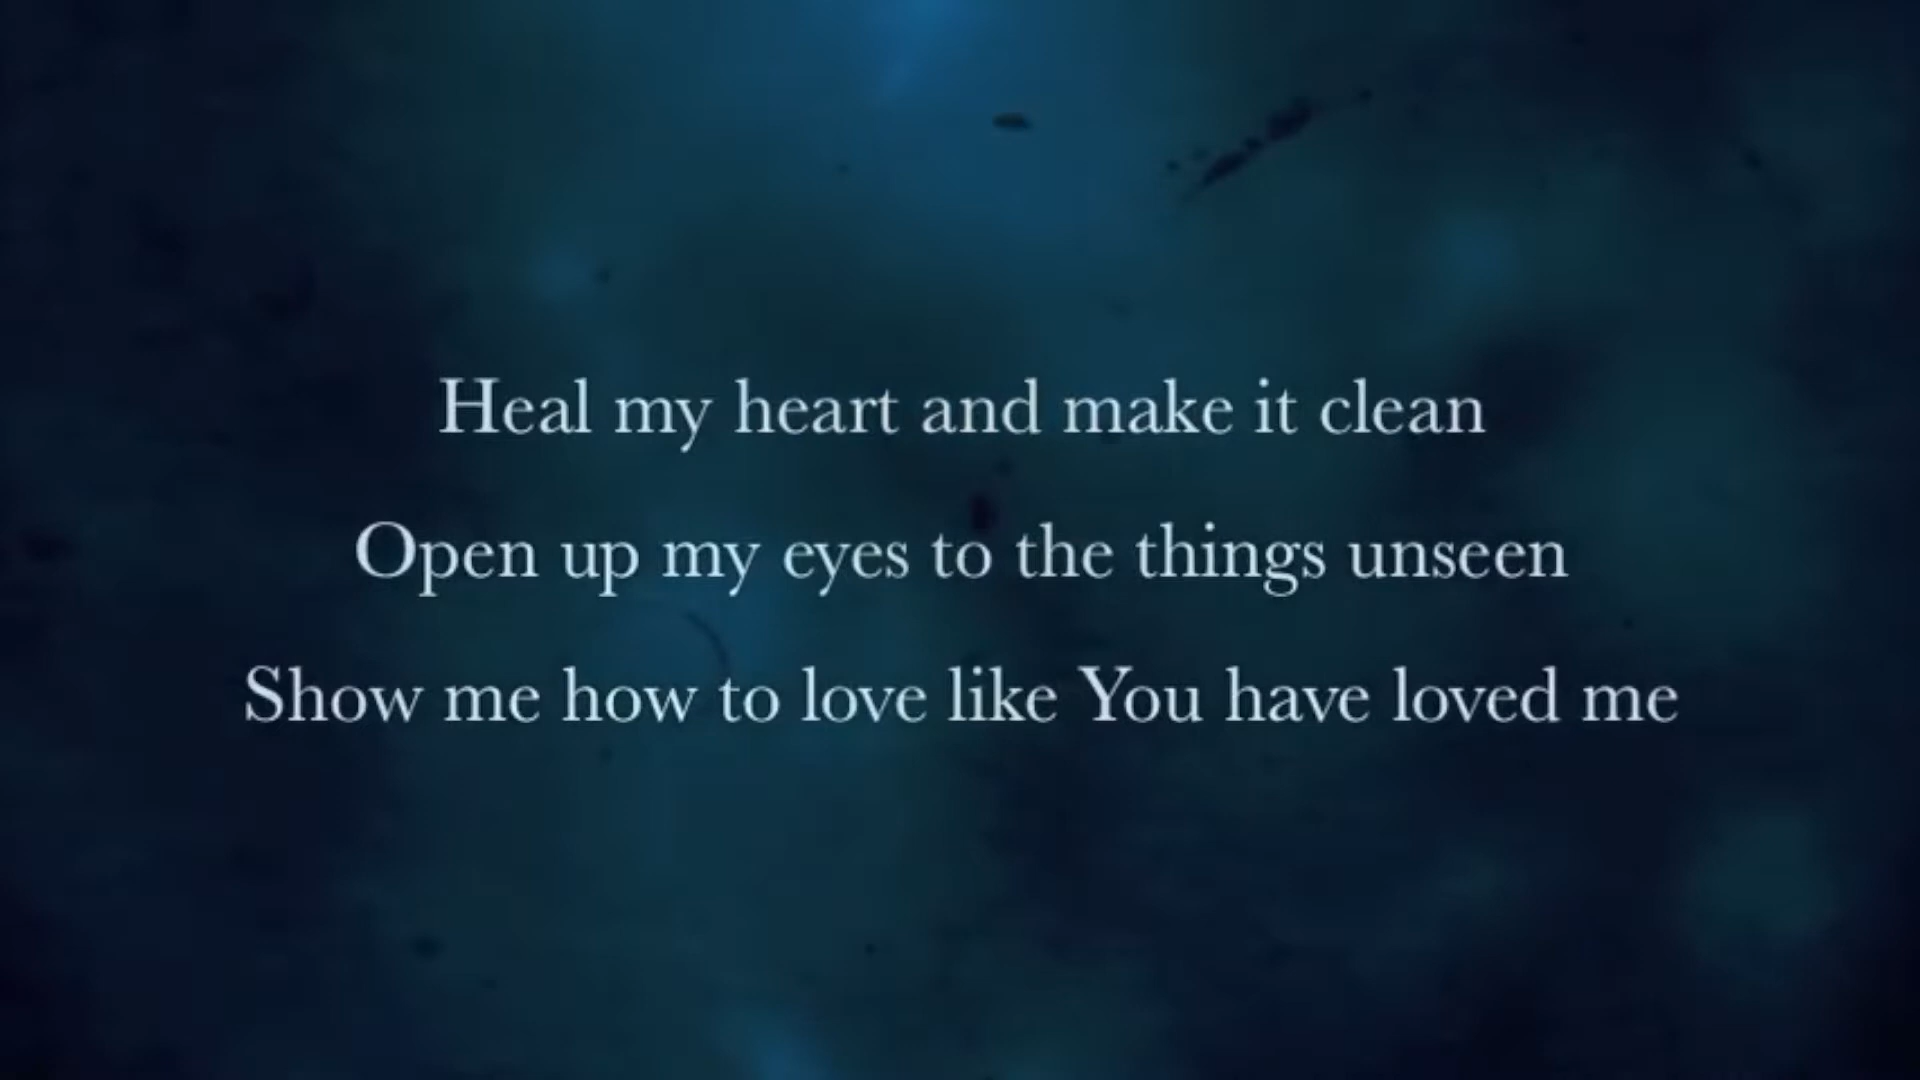 Heal my heart and make it clean
Open up my eyes to the things unseen
Show me how to love like You have loved me